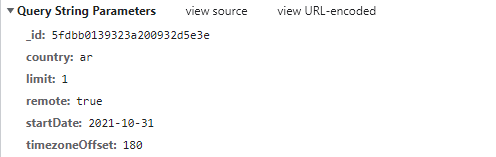 Query String Parameters view source view URL-encoded
_id: 5fdbb0139323a200932d5e3e
country: ar
limit: 1
remote: true
startDate: 2021-10-31
timezoneOffset: 180